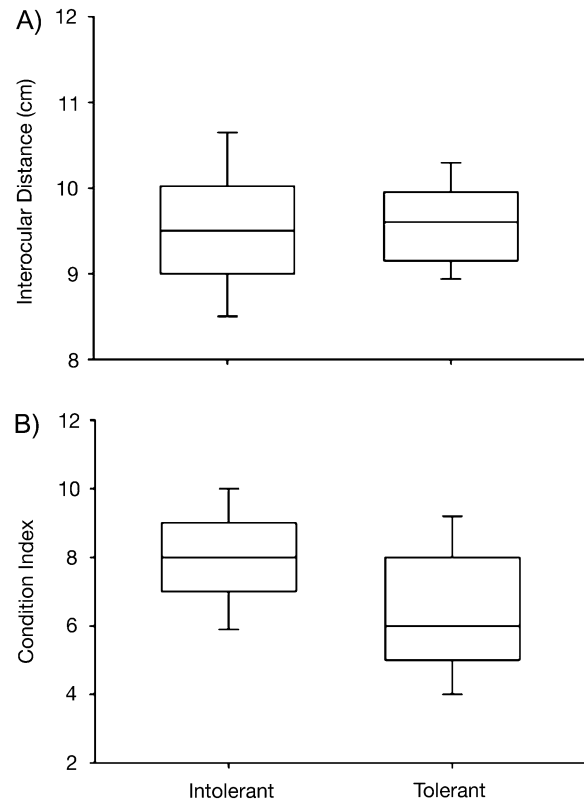 A)
Interocular Distance (cm)
12
11
10
9
8
B)
Condition Index
12
10
8
6
4
2
Intolerant
Tolerant